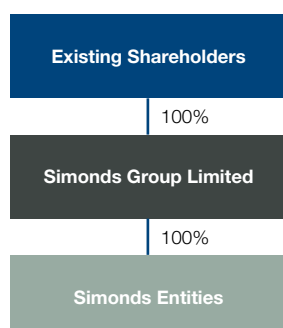 Existing Shareholders
100%
Simonds Group Limited
100%
Simonds Entities